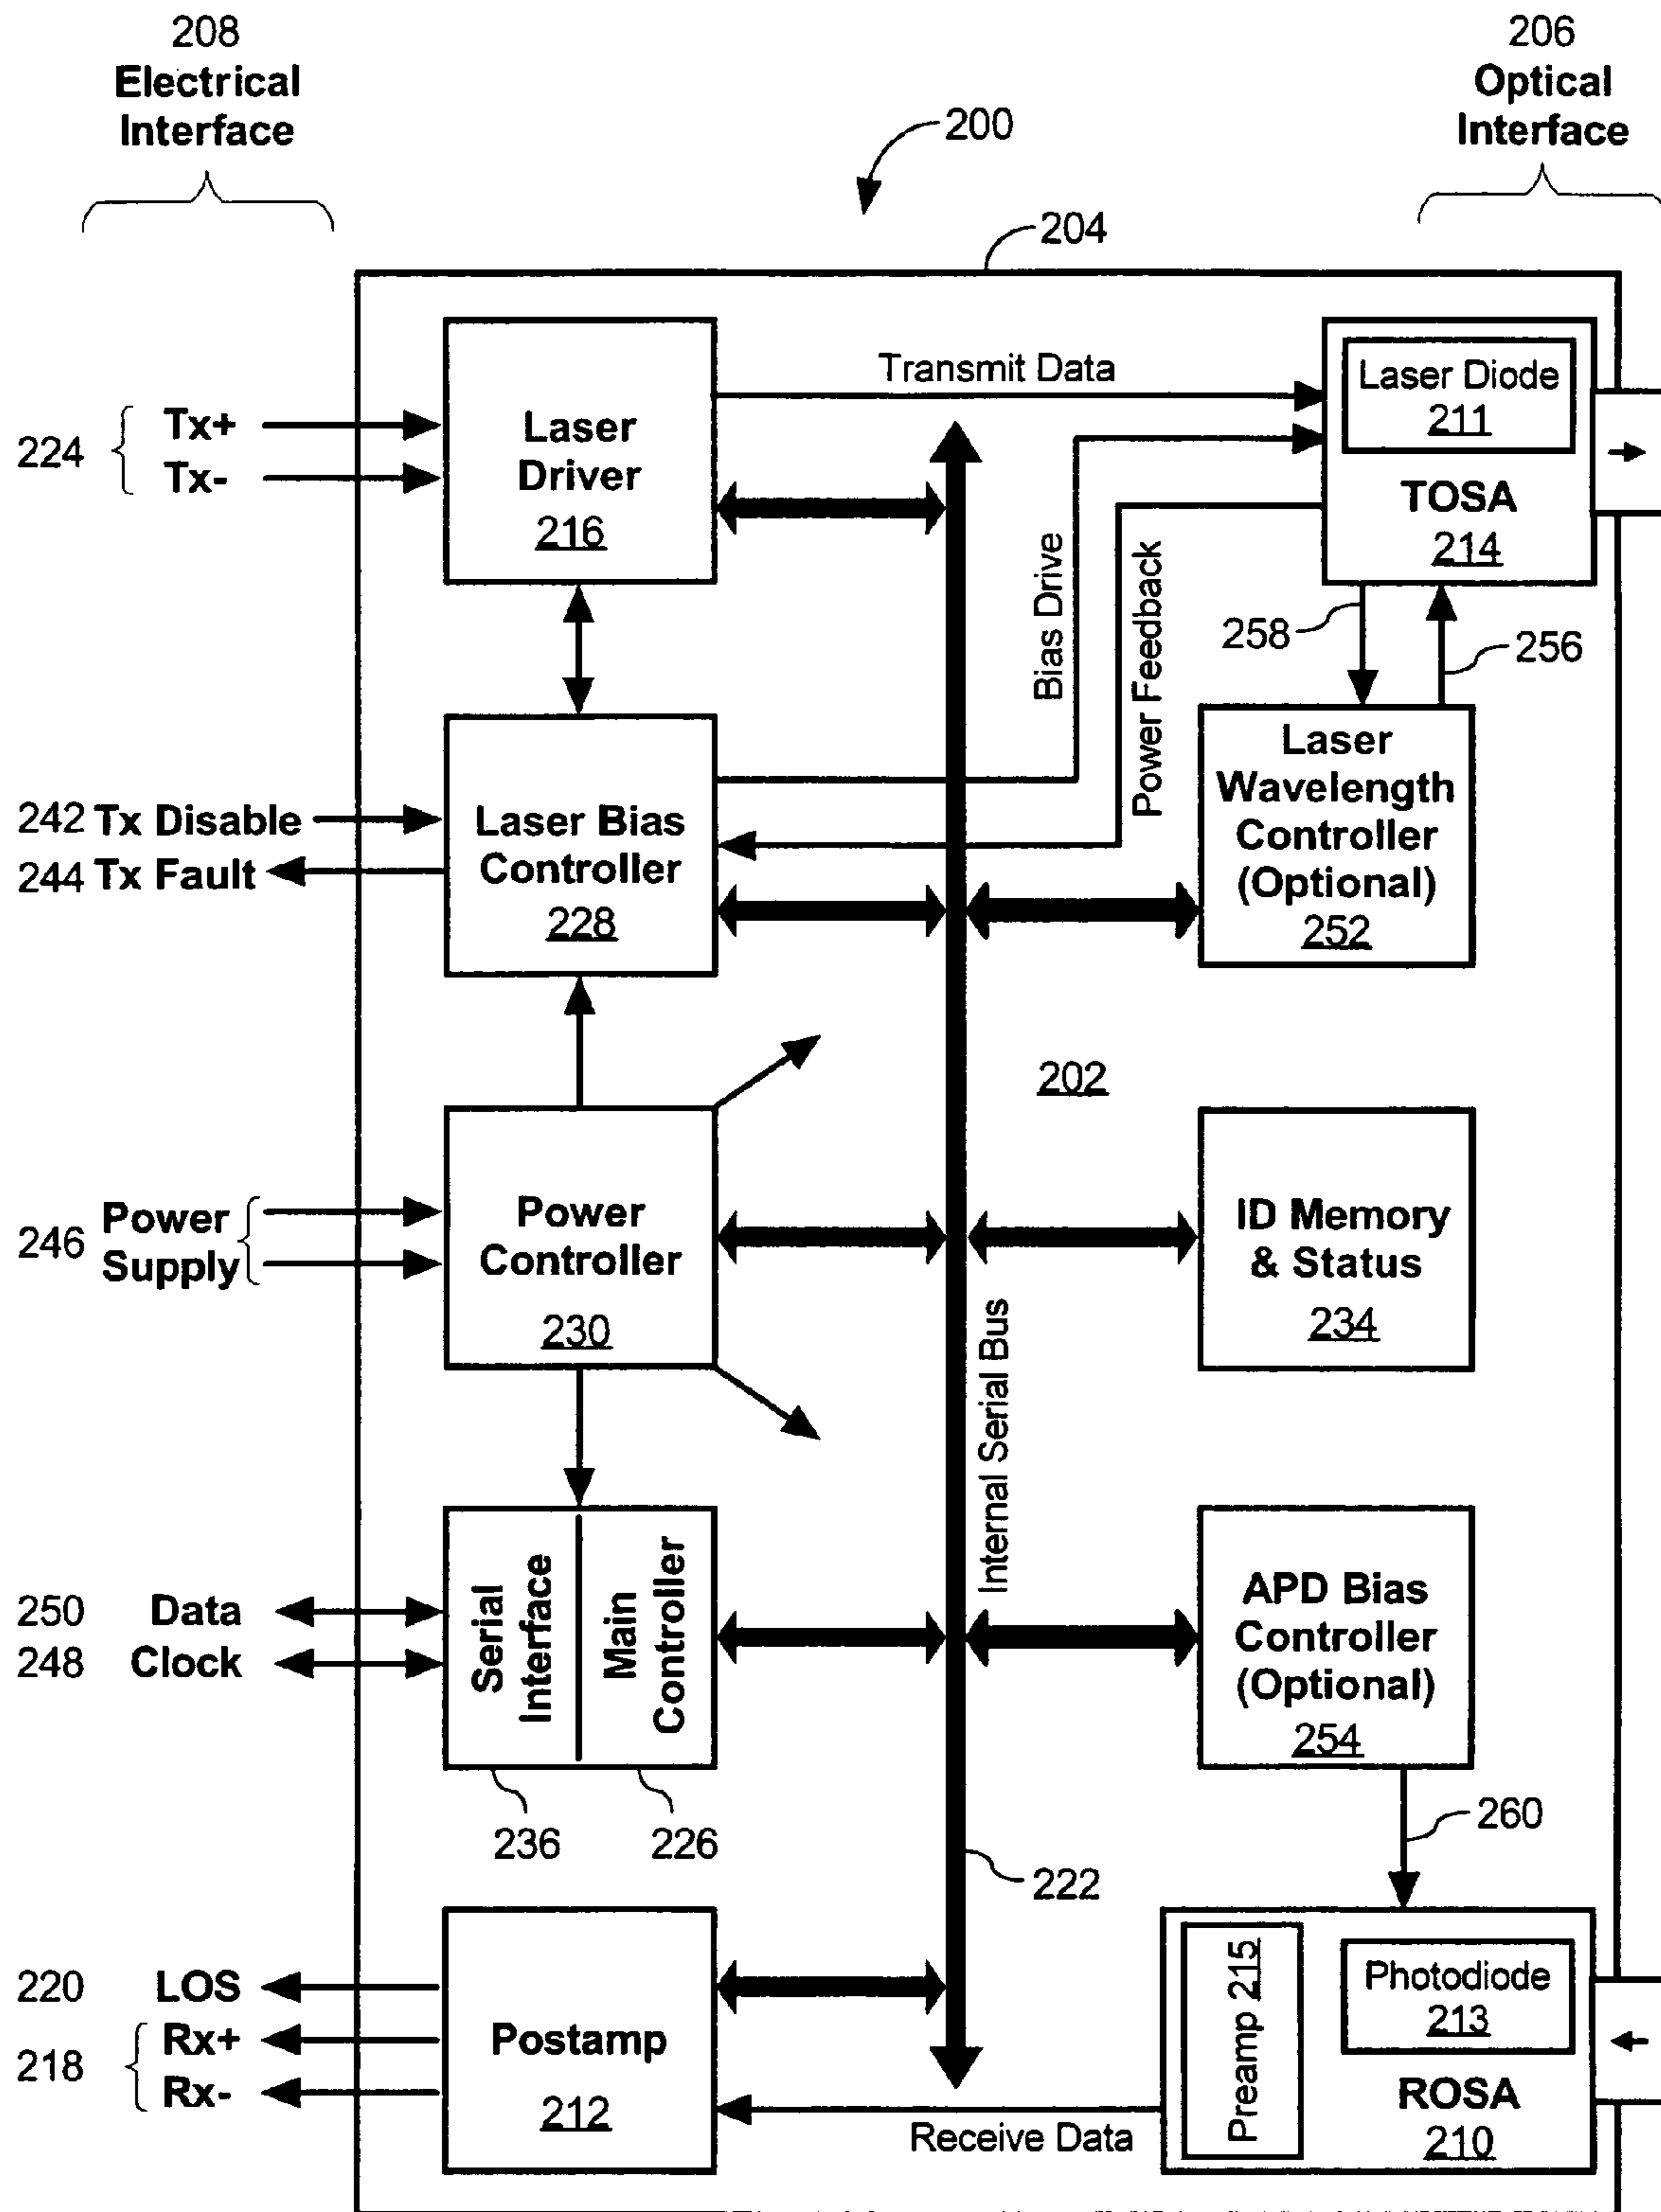 208
Electrical
Interface
206
Optical
Interface
200
204
Laser
Driver
216
Transmit Data
Laser Diode
211
TOSA
214
224
Tx+
Tx-
Bias Drive
Power Feedback
258
256
242 Tx Disable
244 Tx Fault
Laser Bias
Controller
228
Laser
Wavelength
Controller
(Optional)
252
202
246
Power
Supply
Power
Controller
230
ID Memory
& Status
234
Internal Serial Bus
250 Data
248 Clock
Serial
Interface
Main
Controller
236
226
APD Bias
Controller
(Optional)
254
260
222
220 LOS
218
Rx+
Rx-
Postamp
212
Receive Data
Preamp 215
Photodiode
213
ROSA
210